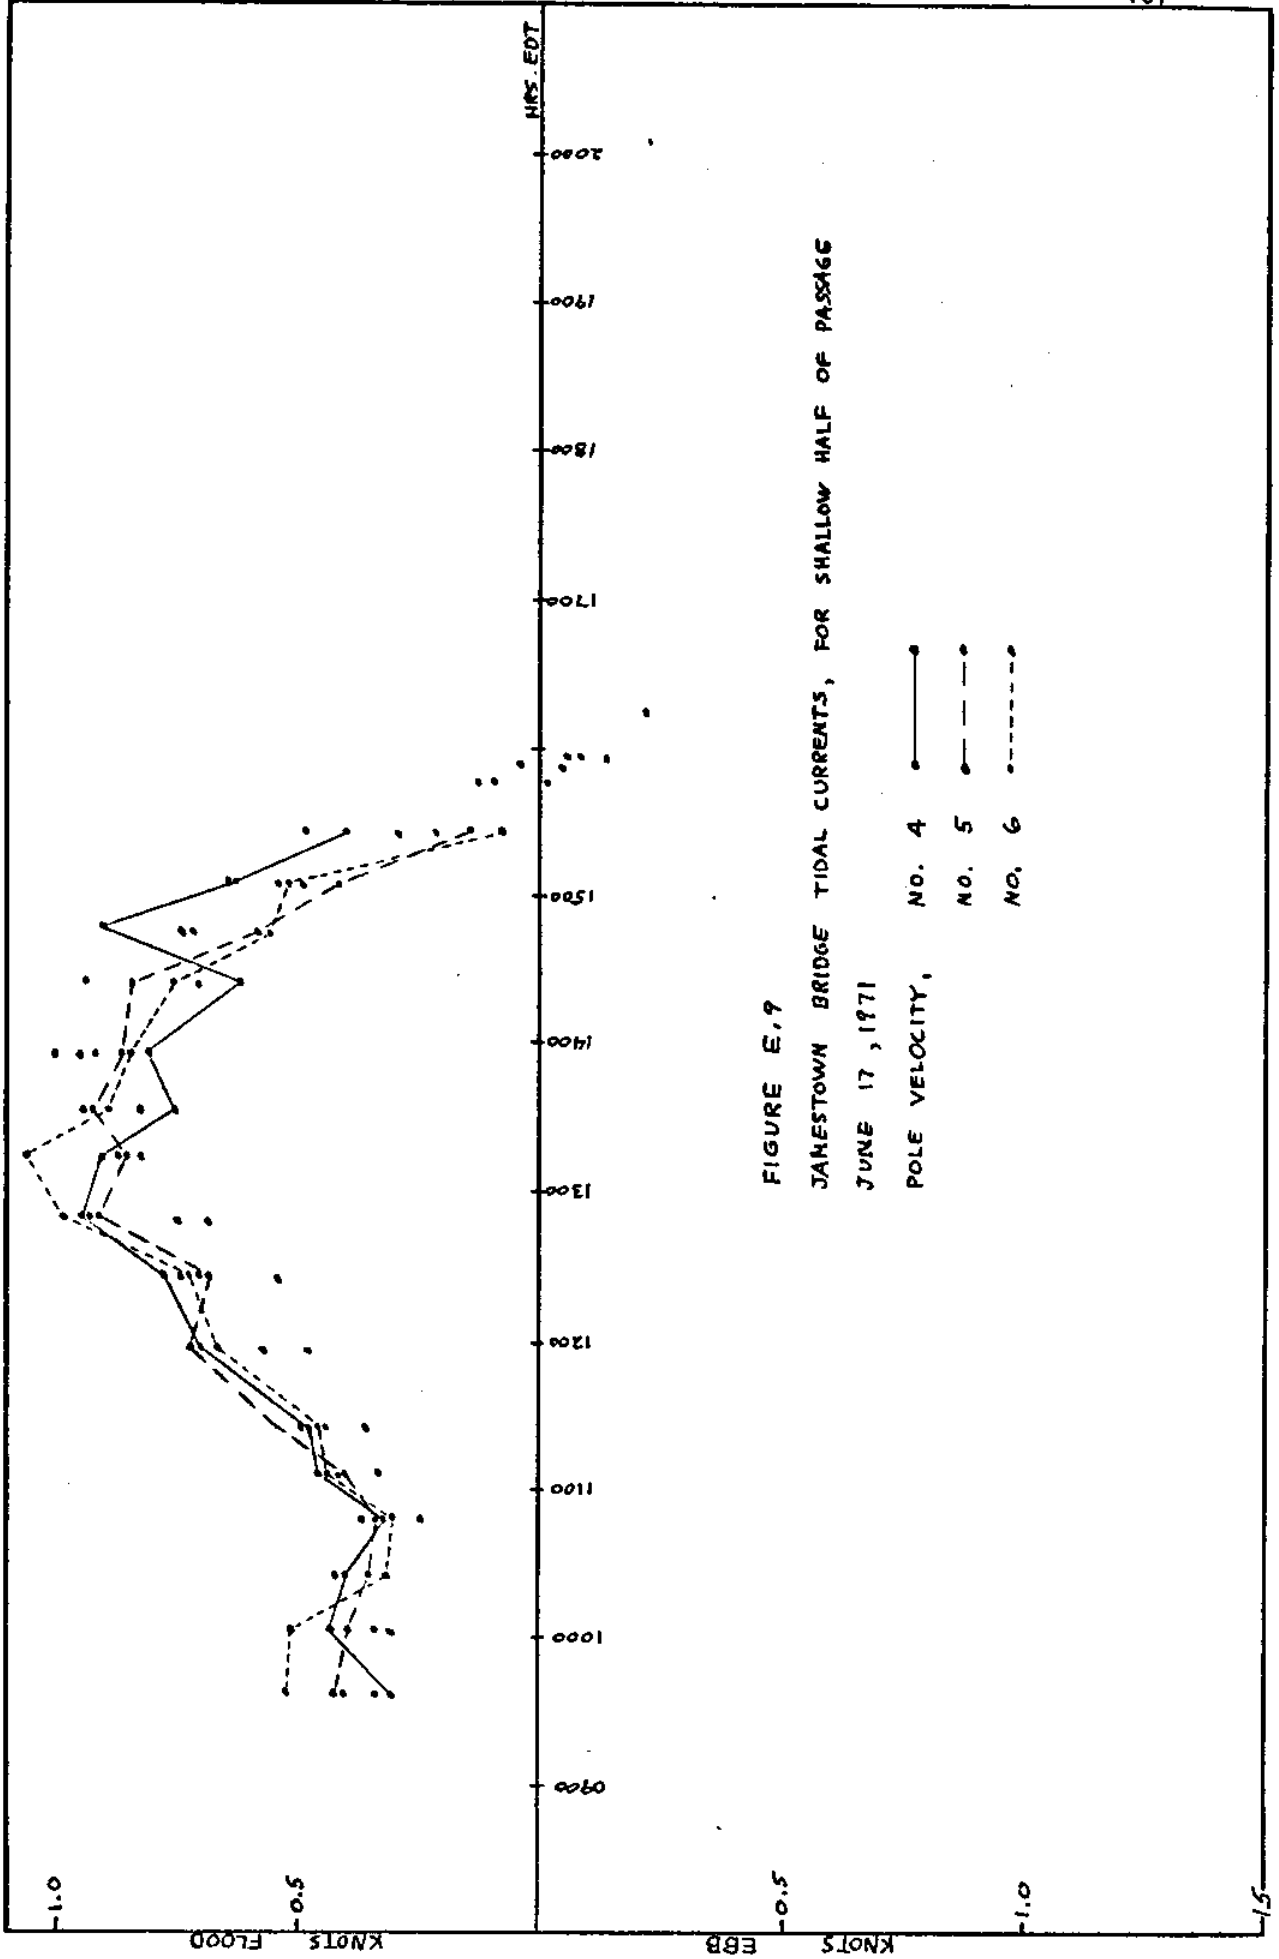 1.0
0.5
KNOTS FLOOD
0.5
1.0
1.5
KNOTS EBB
0900
1000
1100
1200
1300
1400
1500
1700
1800
1900
2000
HRS. EDT
FIGURE E.9
JAMESTOWN BRIDGE TIDAL CURRENTS, FOR SHALLOW HALF OF PASSAGE
JUNE 17, 1971
POLE VELOCITY, NO. 4
NO. 5
NO. 6